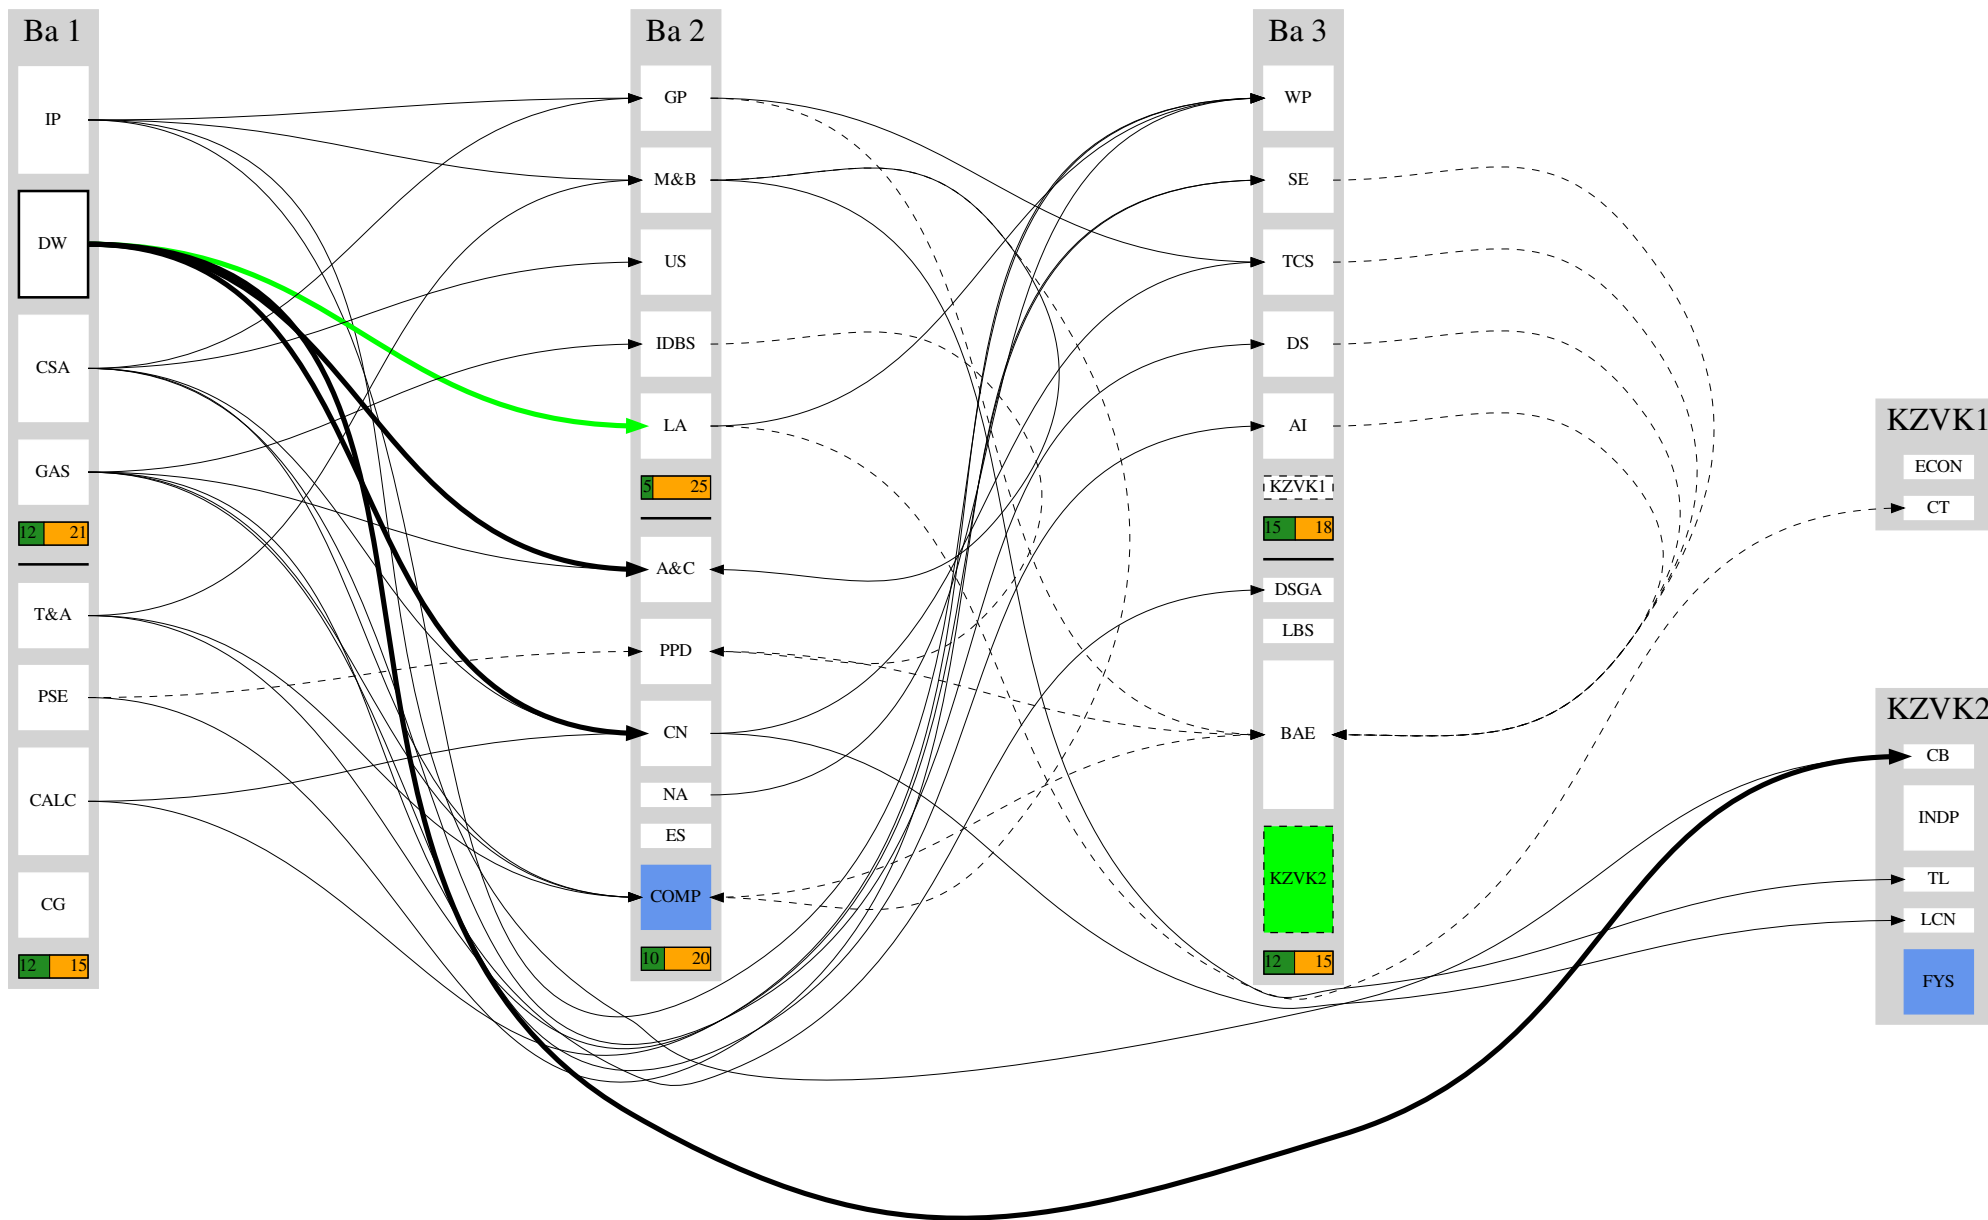 Ba 1
IP
DW
CSA
GAS
12 21
T&A
PSE
CALC
CG
12 15
Ba 2
GP
M&B
US
IDBS
LA
5 25
A&C
PPD
CN
NA
ES
COMP
10 20
Ba 3
WP
SE
TCS
DS
AI
KZVK1
15 18
DSGA
LBS
BAE
KZVK2
12 15
KZVK1
ECON
CT
KZVK2
CB
INDP
TL
LCN
FYS